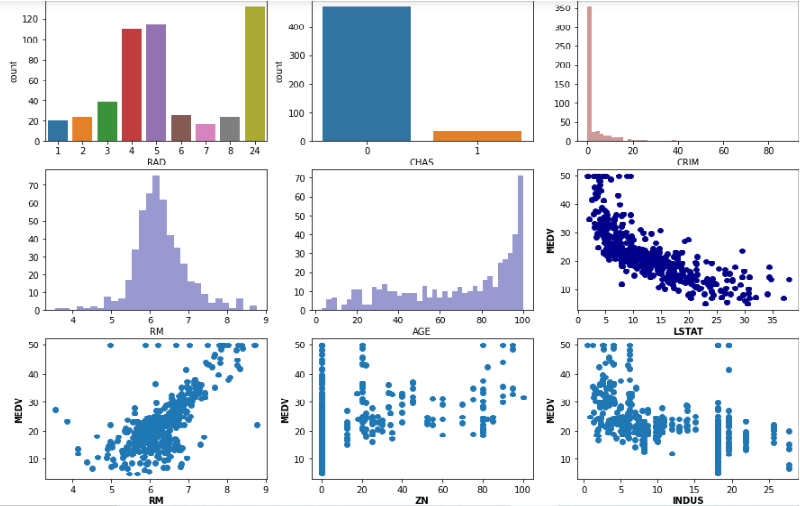 120
100
80
60
40
20
0
count
1 2 3 4 5 6 7 8 24
RAD
400
300
200
100
0
count
0 1
CHAS
350
300
250
200
150
100
50
0
0 20 40 60 80
CRIM
70
60
50
40
30
20
10
0
4 5 6 7 8 9
RM
70
60
50
40
30
20
10
0
0 20 40 60 80 100
AGE
50
40
30
20
10
MEDV
0 5 10 15 20 25 30 35
LSTAT
50
40
30
20
10
MEDV
4 5 6 7 8 9
RM
50
40
30
20
10
MEDV
0 20 40 60 80 100
ZN
50
40
30
20
10
MEDV
0 5 10 15 20 25
INDUS